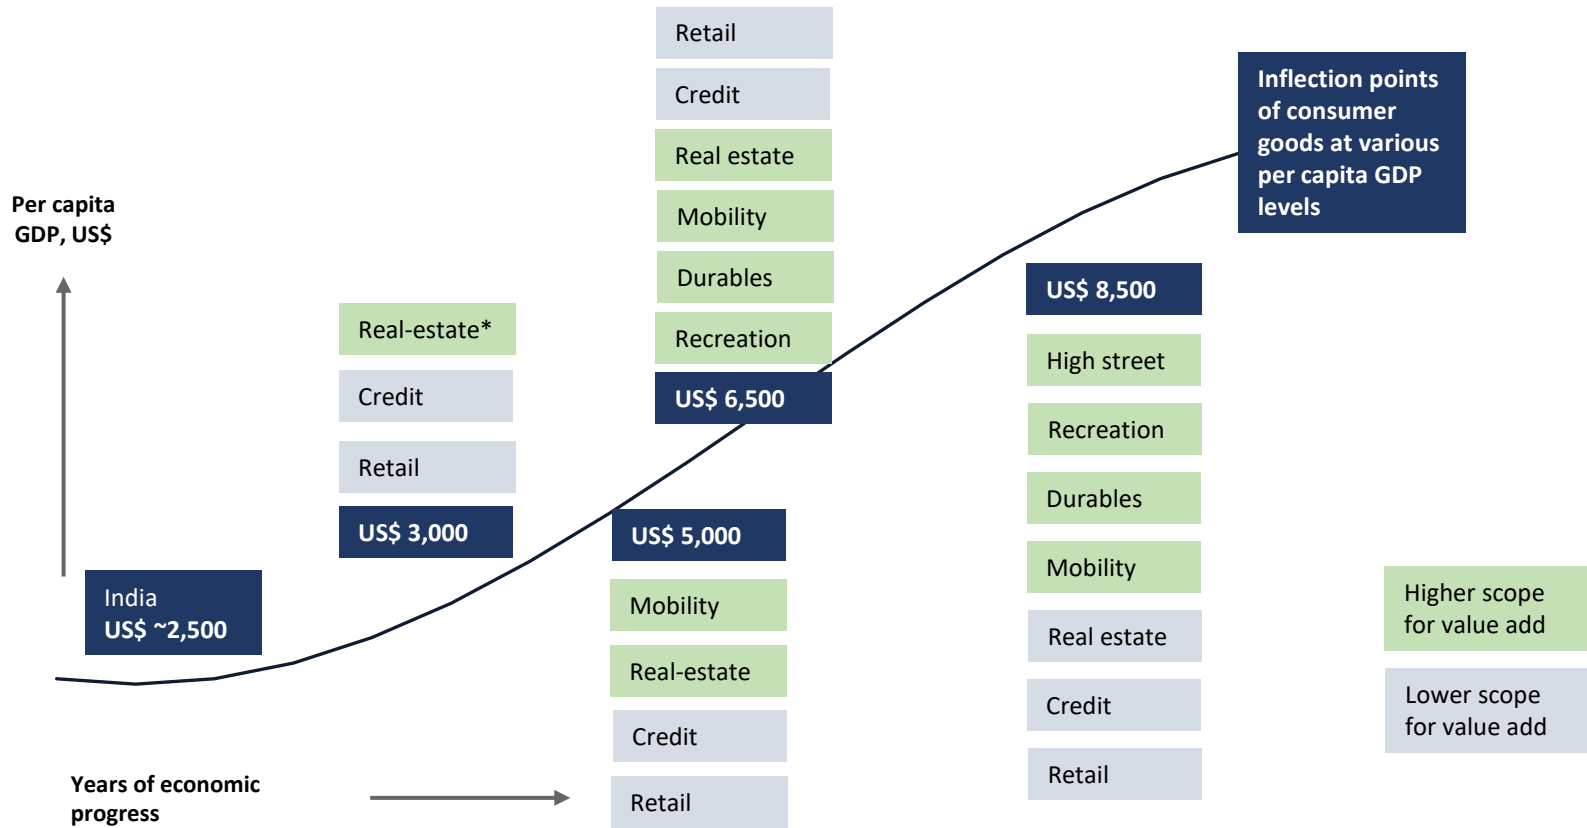 Retail
Credit
Real estate
Mobility
Durables
Recreation
US$ 6,500
Inflection points
of consumer
goods at various
per capita GDP
levels
Per capita
GDP, US$
Real-estate*
Credit
Retail
US$ 3,000
US$ 8,500
High street
Recreation
Durables
Mobility
Real estate
Credit
Retail
India
US$ ~2,500
US$ 5,000
Mobility
Real-estate
Credit
Retail
Higher scope
for value add
Lower scope
for value add
Years of economic
progress